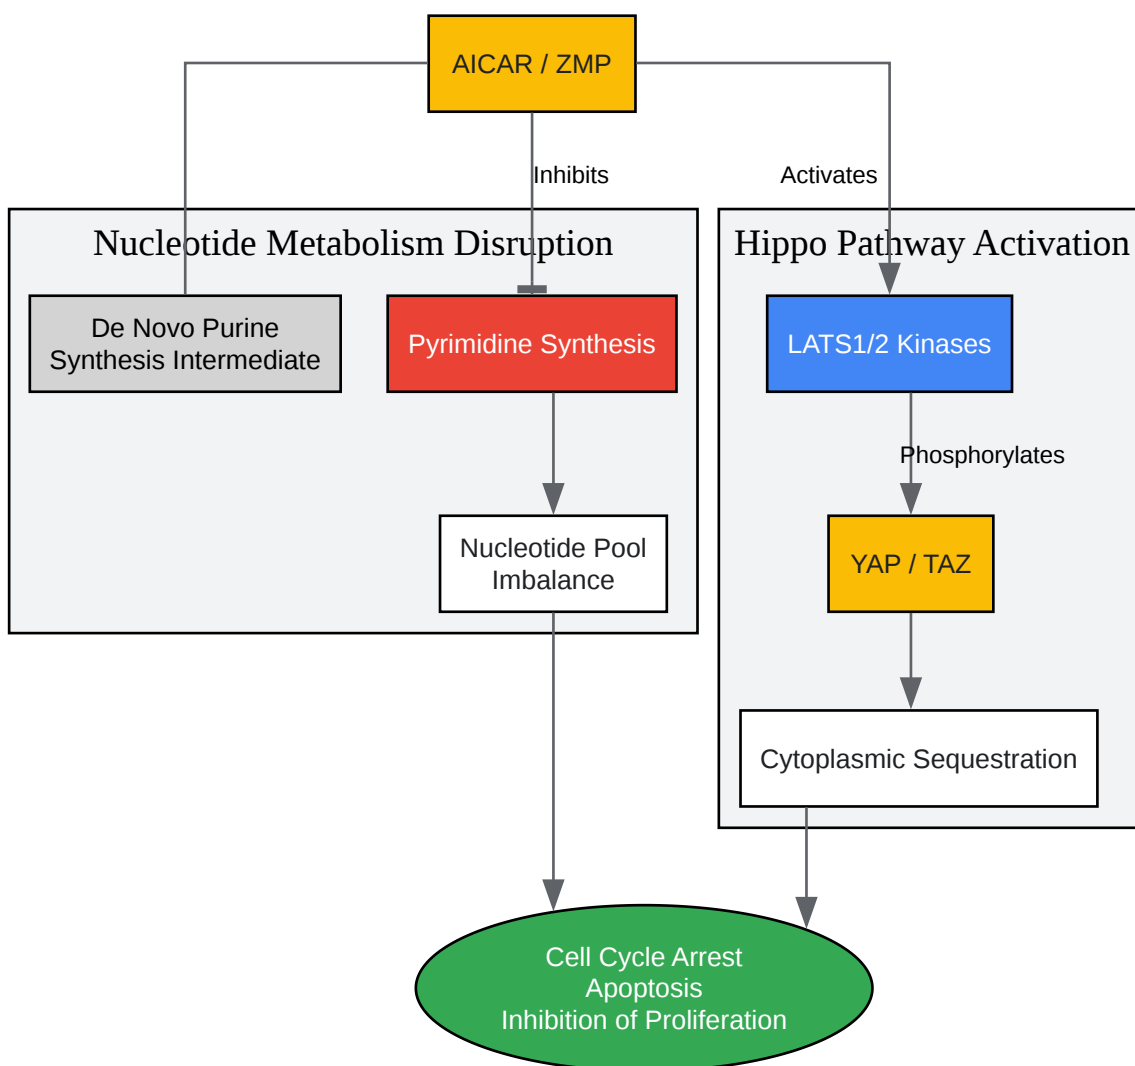 AICAR / ZMP
Inhibits
Activates
Nucleotide Metabolism Disruption
Hippo Pathway Activation
De Novo Purine
Synthesis Intermediate
Pyrimidine Synthesis
LATS1/2 Kinases
Phosphorylates
Nucleotide Pool
Imbalance
YAP / TAZ
Cytoplasmic Sequestration
Cell Cycle Arrest
Apoptosis
Inhibition of Proliferation